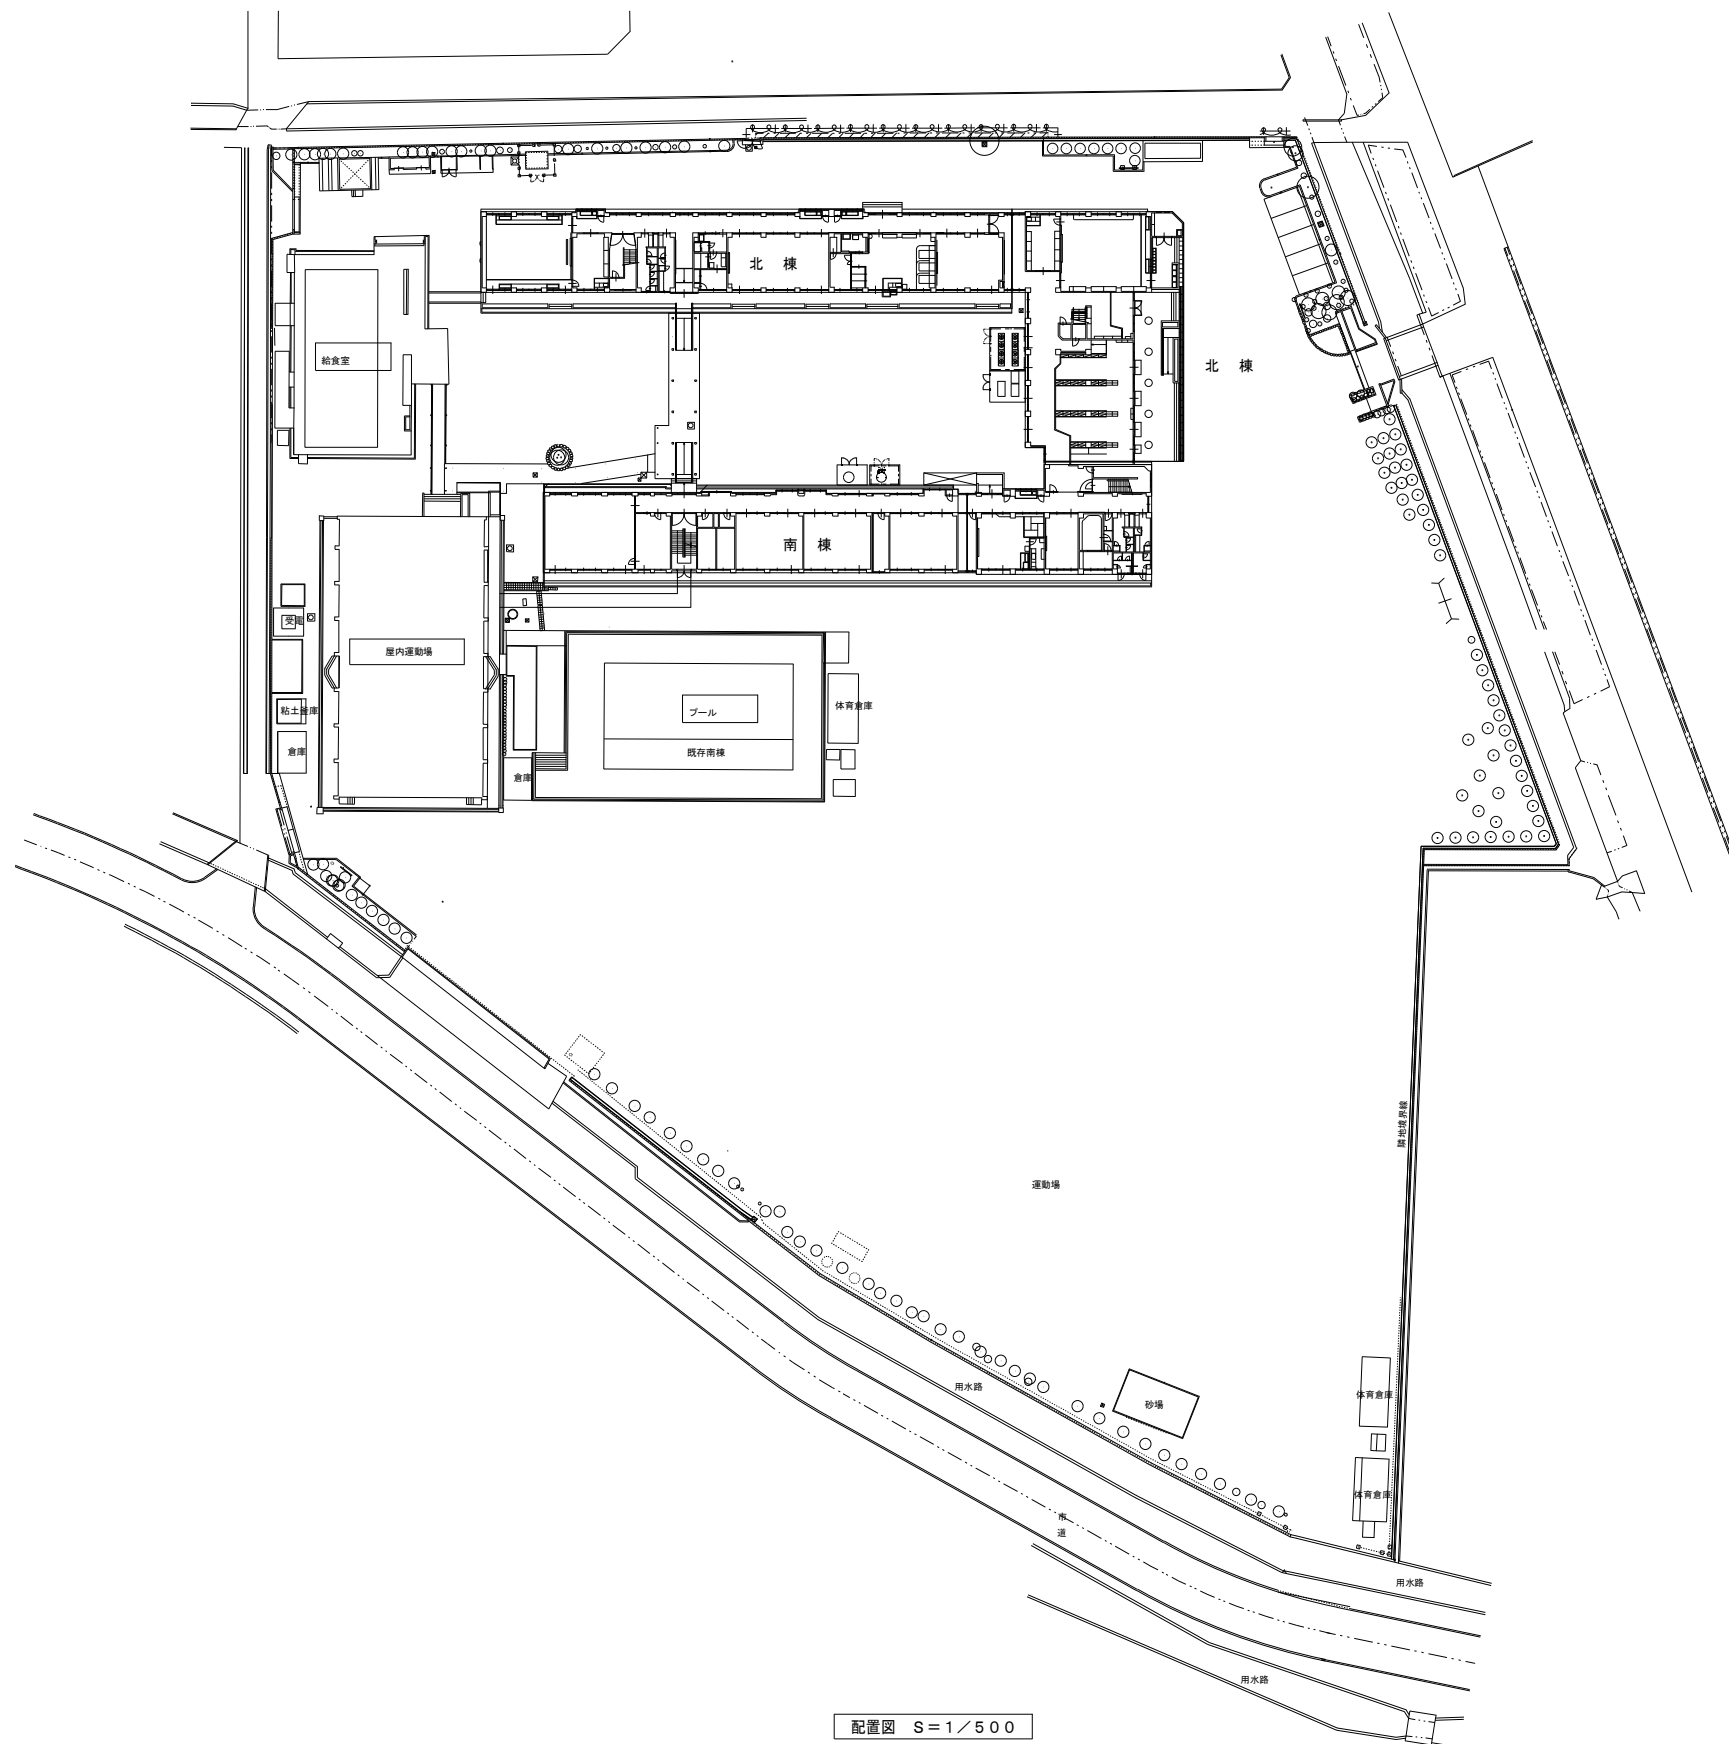 北 棟
給食室
北 棟
南 棟
受電
屋内運動場
粘土釜庫
倉庫
プール
体育倉庫
既存南棟
倉庫
隣地境界線
運動場
用水路
砂場
体育倉庫
体育倉庫
市
道
用水路
用水路
配置図 S=1/500